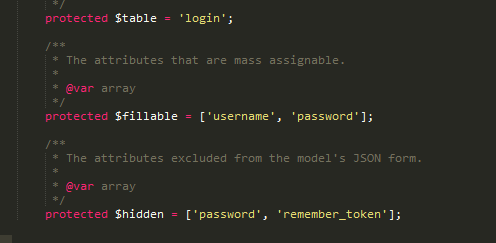 */
protected $table = 'login';
/**
* The attributes that are mass assignable.
*
* @var array
*/
protected $fillable = ['username', 'password'];
/**
* The attributes excluded from the model's JSON form.
*
* @var array
*/
protected $hidden = ['password', 'remember_token'];